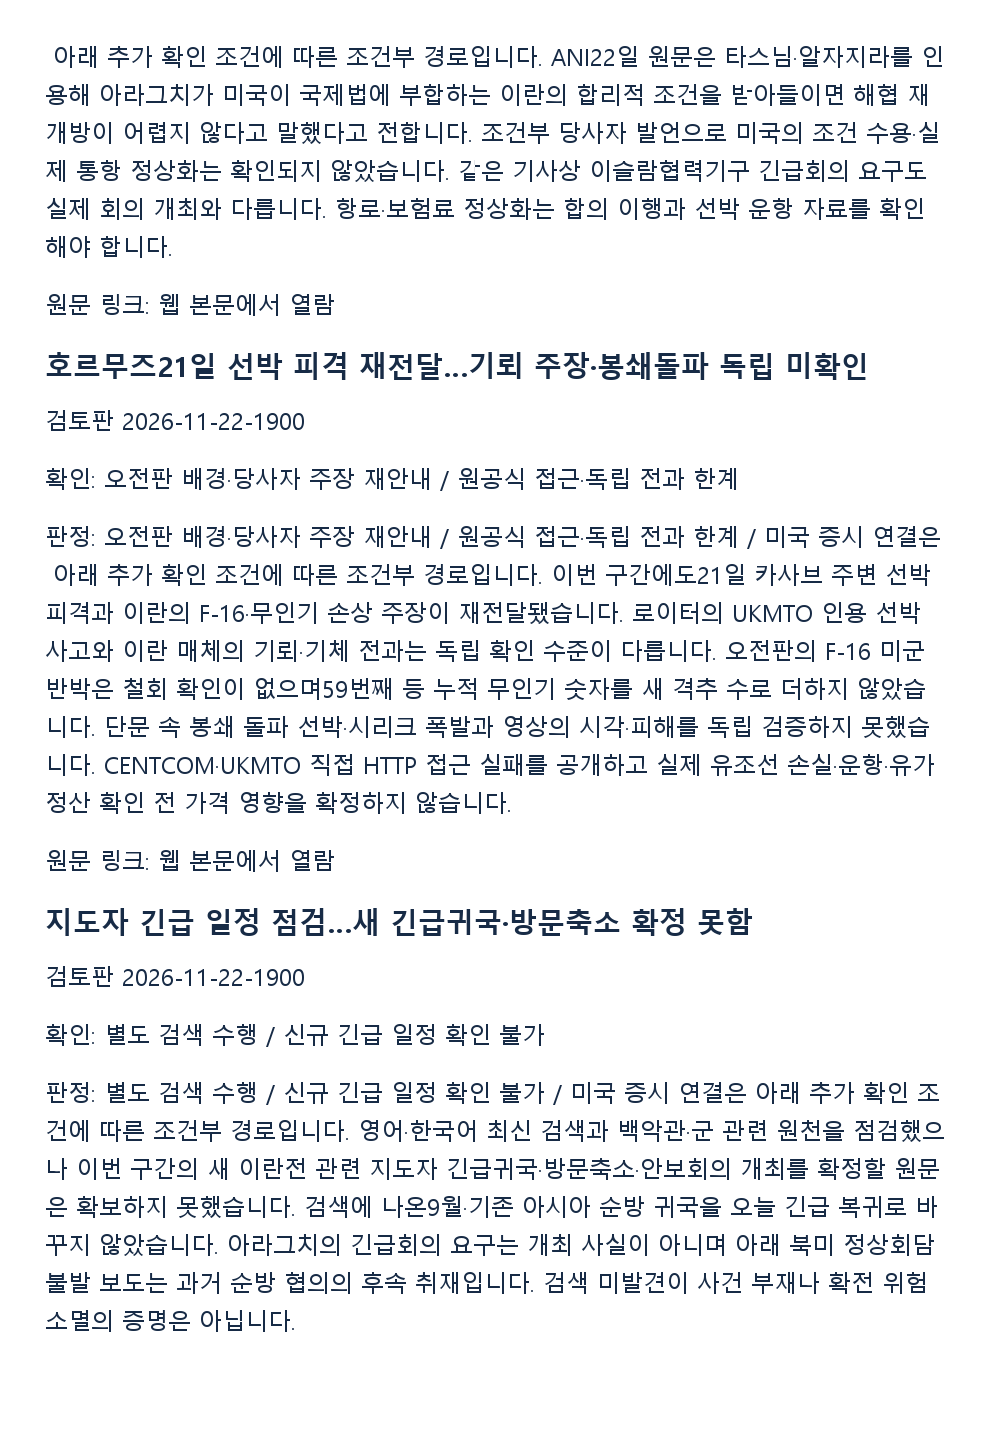 아래 추가 확인 조건에 따른 조건부 경로입니다. ANI22일 원문은 타스님·알자지라를 인
용해 아라그치가 미국이 국제법에 부합하는 이란의 합리적 조건을 받아들이면 해협 재
개방이 어렵지 않다고 말했다고 전합니다. 조건부 당사자 발언으로 미국의 조건 수용·실
제 통항 정상화는 확인되지 않았습니다. 같은 기사상 이슬람협력기구 긴급회의 요구도
실제 회의 개최와 다릅니다. 항로·보험료 정상화는 합의 이행과 선박 운항 자료를 확인
해야 합니다.
원문 링크: 웹 본문에서 열람
호르무즈21일 선박 피격 재전달...기뢰 주장·봉쇄돌파 독립 미확인
검토판 2026-11-22-1900
확인: 오전판 배경·당사자 주장 재안내 / 원공식 접근·독립 전과 한계
판정: 오전판 배경·당사자 주장 재안내 / 원공식 접근·독립 전과 한계 / 미국 증시 연결은
아래 추가 확인 조건에 따른 조건부 경로입니다. 이번 구간에도21일 카사브 주변 선박
피격과 이란의 F-16·무인기 손상 주장이 재전달됐습니다. 로이터의 UKMTO 인용 선박
사고와 이란 매체의 기뢰·기체 전과는 독립 확인 수준이 다릅니다. 오전판의 F-16 미군
반박은 철회 확인이 없으며59번째 등 누적 무인기 숫자를 새 격추 수로 더하지 않았습
니다. 단문 속 봉쇄 돌파 선박·시리크 폭발과 영상의 시각·피해를 독립 검증하지 못했습
니다. CENTCOM·UKMTO 직접 HTTP 접근 실패를 공개하고 실제 유조선 손실·운항·유가
정산 확인 전 가격 영향을 확정하지 않습니다.
원문 링크: 웹 본문에서 열람
지도자 긴급 일정 점검...새 긴급귀국·방문축소 확정 못함
검토판 2026-11-22-1900
확인: 별도 검색 수행 / 신규 긴급 일정 확인 불가
판정: 별도 검색 수행 / 신규 긴급 일정 확인 불가 / 미국 증시 연결은 아래 추가 확인 조
건에 따른 조건부 경로입니다. 영어·한국어 최신 검색과 백악관·군 관련 원천을 점검했으
나 이번 구간의 새 이란전 관련 지도자 긴급귀국·방문축소·안보회의 개최를 확정할 원문
은 확보하지 못했습니다. 검색에 나온9월·기존 아시아 순방 귀국을 오늘 긴급 복귀로 바
꾸지 않았습니다. 아라그치의 긴급회의 요구는 개최 사실이 아니며 아래 북미 정상회담
불발 보도는 과거 순방 협의의 후속 취재입니다. 검색 미발견이 사건 부재나 확전 위험
소멸의 증명은 아닙니다.